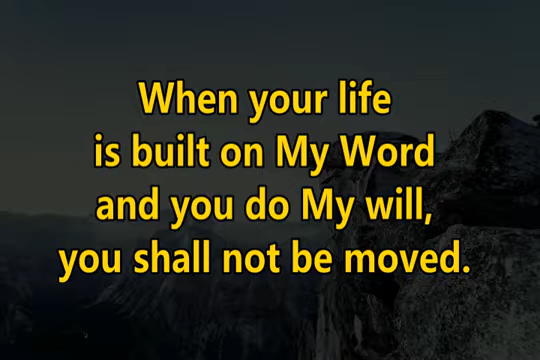 When your life
is built on My Word
and you do My will,
you shall not be moved.